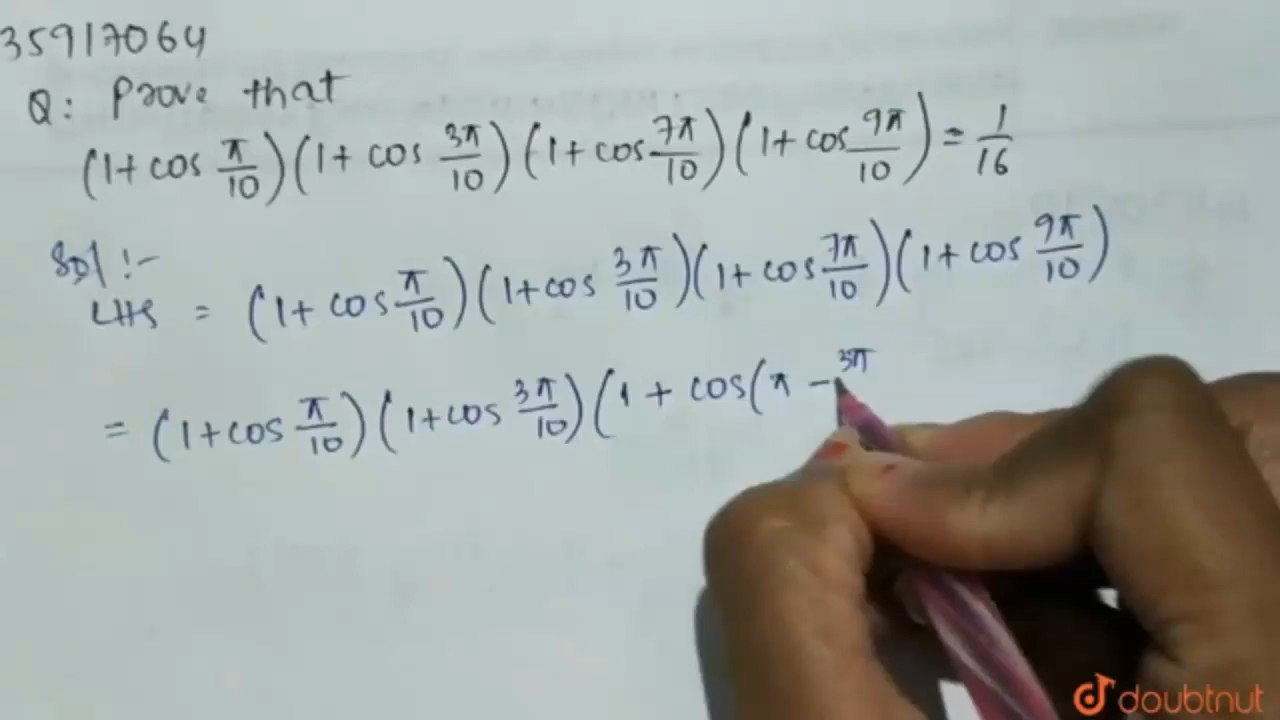 35917064
Q: Prove that
(1+ cos π/10)(1+ cos 3π/10)(1+cos 7π/10)(1+ cos 9π/10) = 1/16
Sol :-
LHS = (1+ cos π/10)(1+cos 3π/10)(1+cos 7π/10)(1+cos 9π/10)
= (1+cos π/10)(1+cos 3π/10)(1 + cos(π - 3π
doubtnut